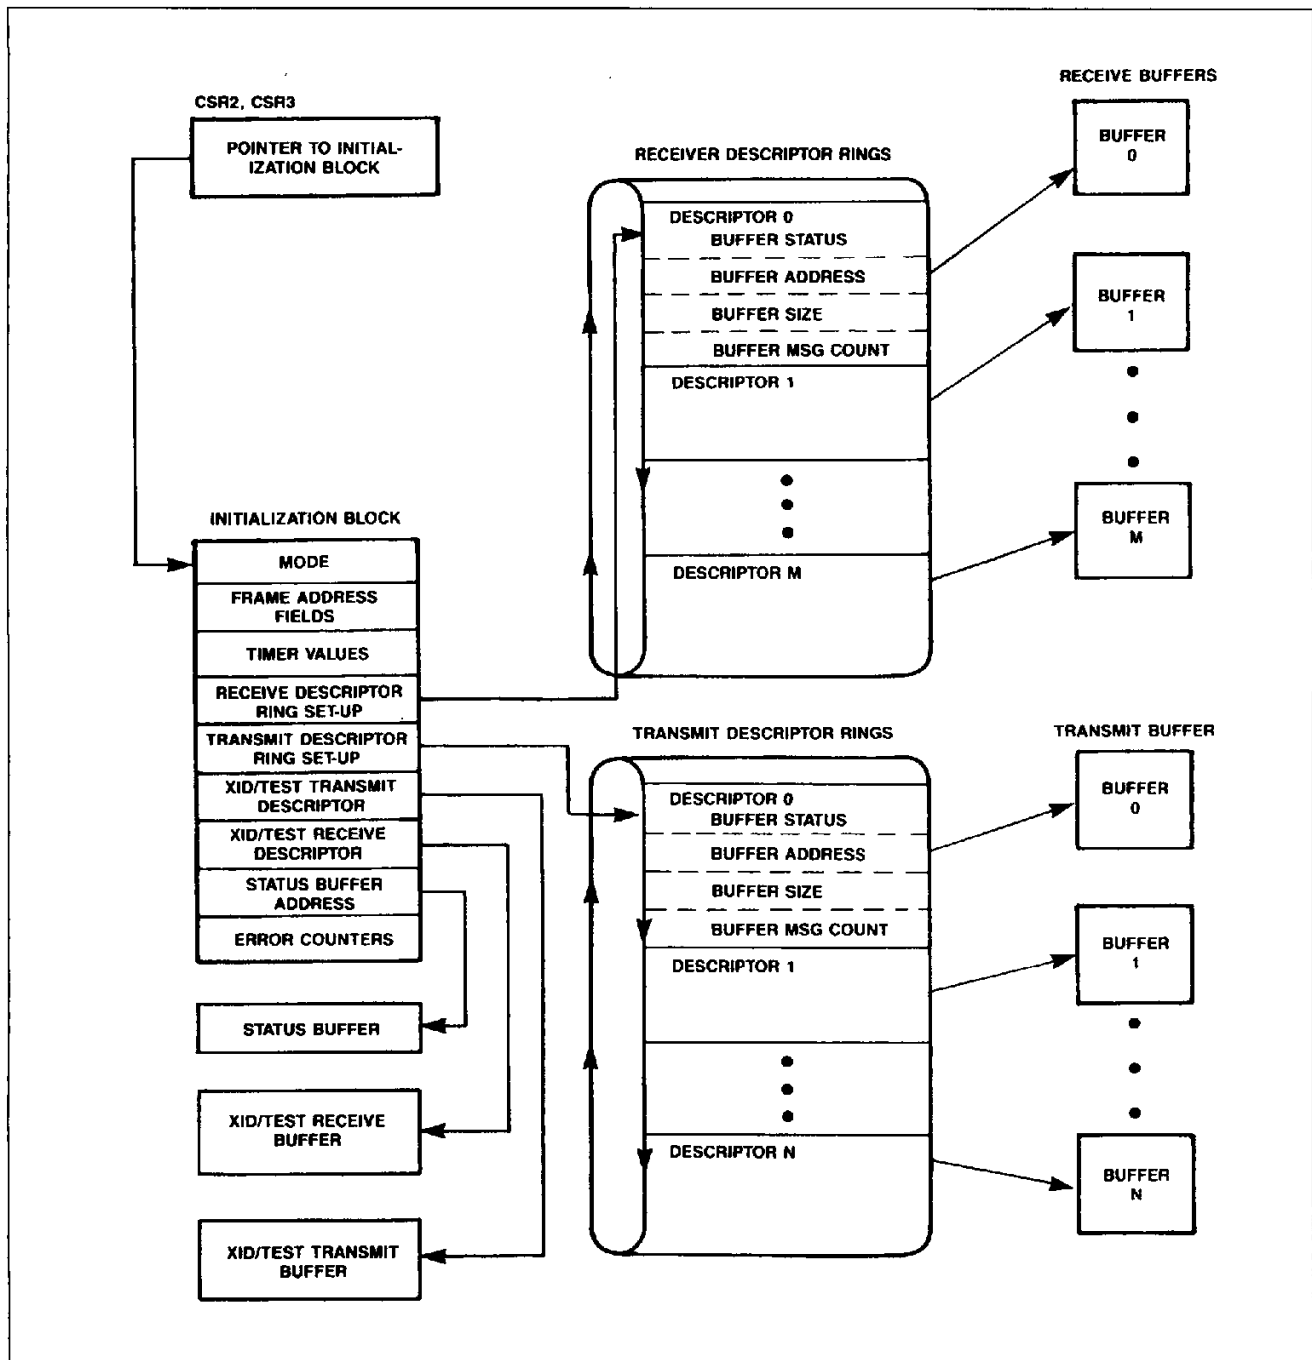 CSR2, CSR3
POINTER TO INITIAL-
IZATION BLOCK
INITIALIZATION BLOCK
MODE
FRAME ADDRESS
FIELDS
TIMER VALUES
RECEIVE DESCRIPTOR
RING SET-UP
TRANSMIT DESCRIPTOR
RING SET-UP
XID/TEST TRANSMIT
DESCRIPTOR
XID/TEST RECEIVE
DESCRIPTOR
STATUS BUFFER
ADDRESS
ERROR COUNTERS
STATUS BUFFER
XID/TEST RECEIVE
BUFFER
XID/TEST TRANSMIT
BUFFER
RECEIVER DESCRIPTOR RINGS
DESCRIPTOR 0
BUFFER STATUS
BUFFER ADDRESS
BUFFER SIZE
BUFFER MSG COUNT
DESCRIPTOR 1
DESCRIPTOR M
RECEIVE BUFFERS
BUFFER
0
BUFFER
1
BUFFER
M
TRANSMIT DESCRIPTOR RINGS
DESCRIPTOR 0
BUFFER STATUS
BUFFER ADDRESS
BUFFER SIZE
BUFFER MSG COUNT
DESCRIPTOR 1
DESCRIPTOR N
TRANSMIT BUFFER
BUFFER
0
BUFFER
1
BUFFER
N